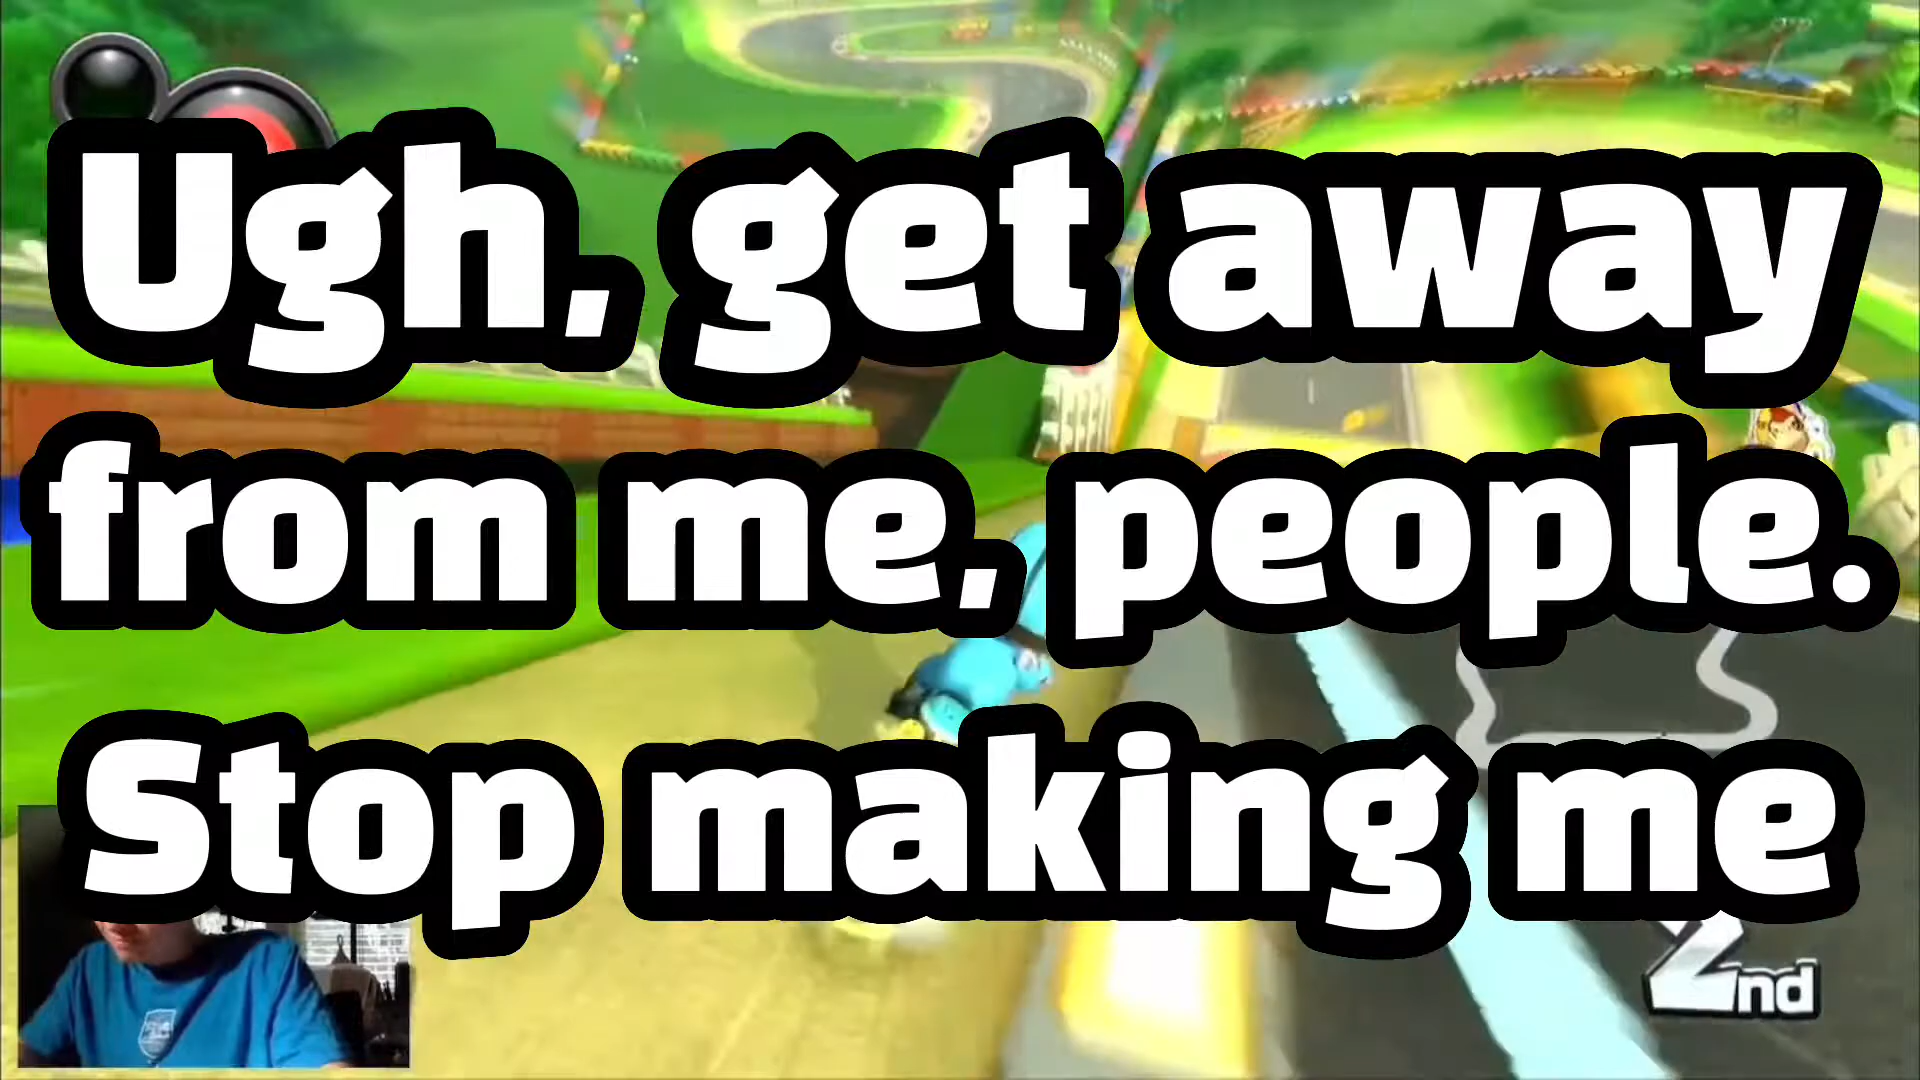 Ugh, get away
from me, people.
Stop making me
2nd